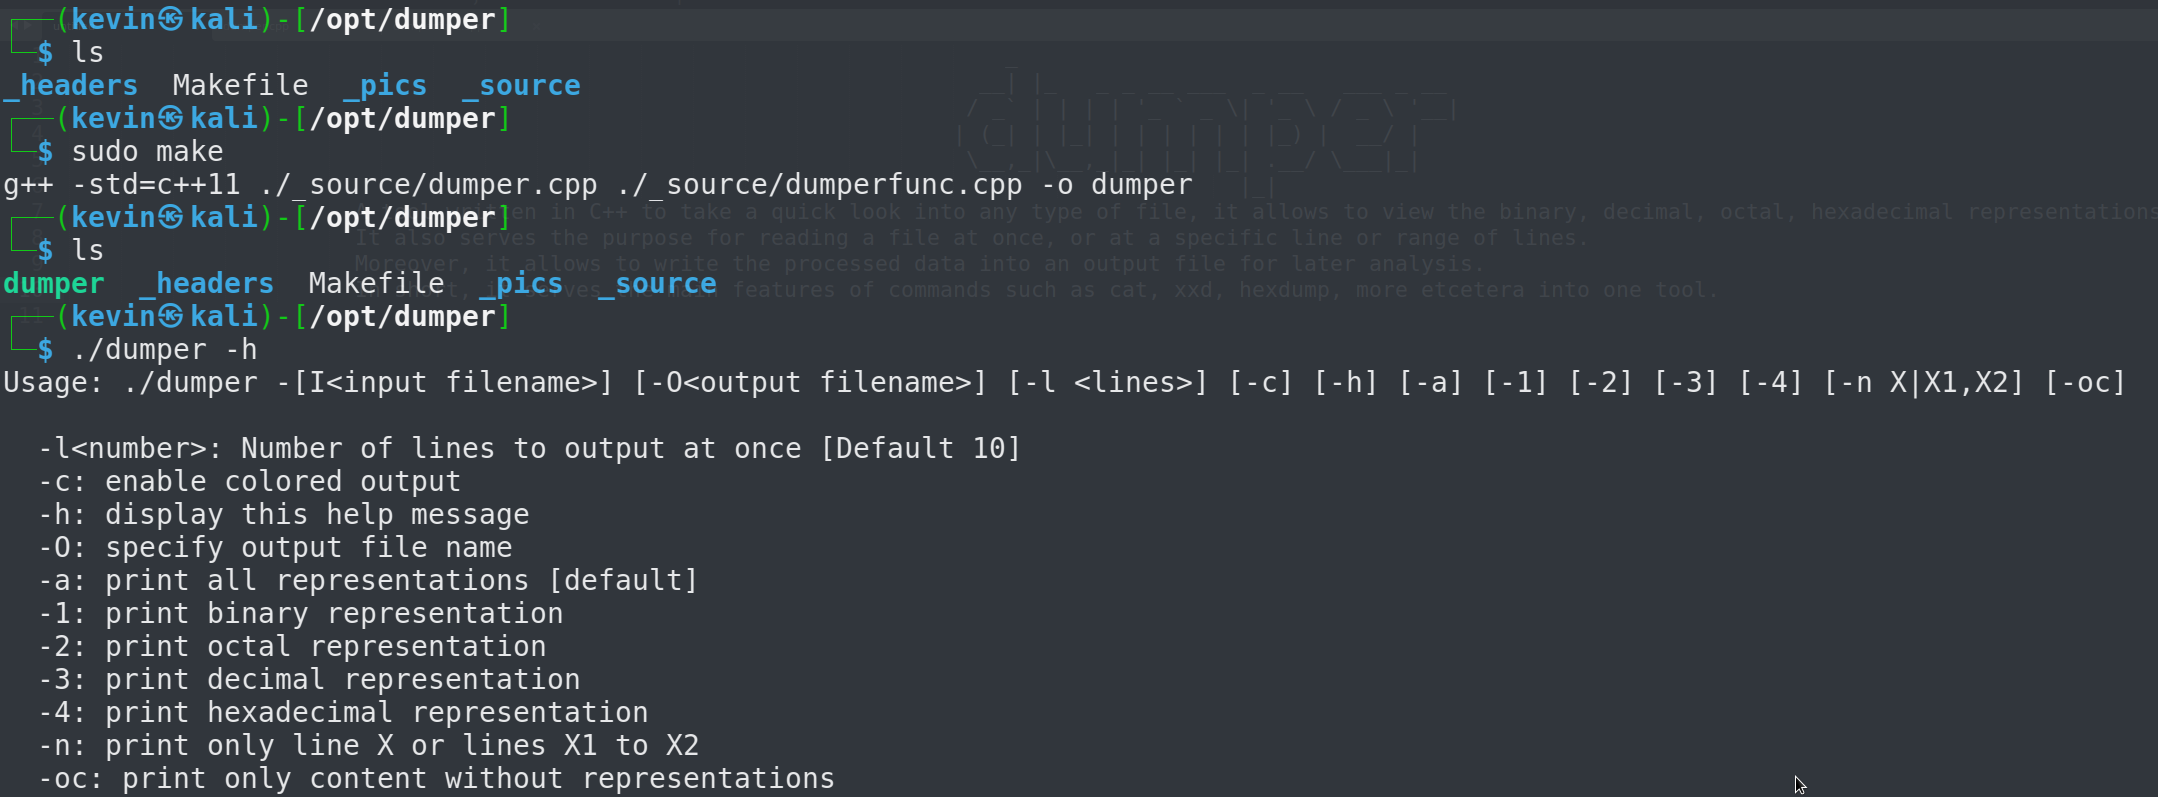 (kevin㉿kali)-[/opt/dumper]
$ ls
_headers  Makefile  _pics  _source
(kevin㉿kali)-[/opt/dumper]
$ sudo make
g++ -std=c++11 ./_source/dumper.cpp ./_source/dumperfunc.cpp -o dumper
(kevin㉿kali)-[/opt/dumper]
en in C++ to take a quick look into any type of file, it allows to view the binary, decimal, octal, hexadecimal representations
$ ls
It also serves the purpose for reading a file at once, or at a specific line or range of lines.
Moreover, it allows to write the processed data into an output file for later analysis.
dumper  _headers  Makefile  _pics  _source
features of commands such as cat, xxd, hexdump, more etcetera into one tool.
(kevin㉿kali)-[/opt/dumper]
$ ./dumper -h
Usage: ./dumper -[I<input filename>] [-O<output filename>] [-l <lines>] [-c] [-h] [-a] [-1] [-2] [-3] [-4] [-n X|X1,X2] [-oc]
-l<number>: Number of lines to output at once [Default 10]
-c: enable colored output
-h: display this help message
-O: specify output file name
-a: print all representations [default]
-1: print binary representation
-2: print octal representation
-3: print decimal representation
-4: print hexadecimal representation
-n: print only line X or lines X1 to X2
-oc: print only content without representations